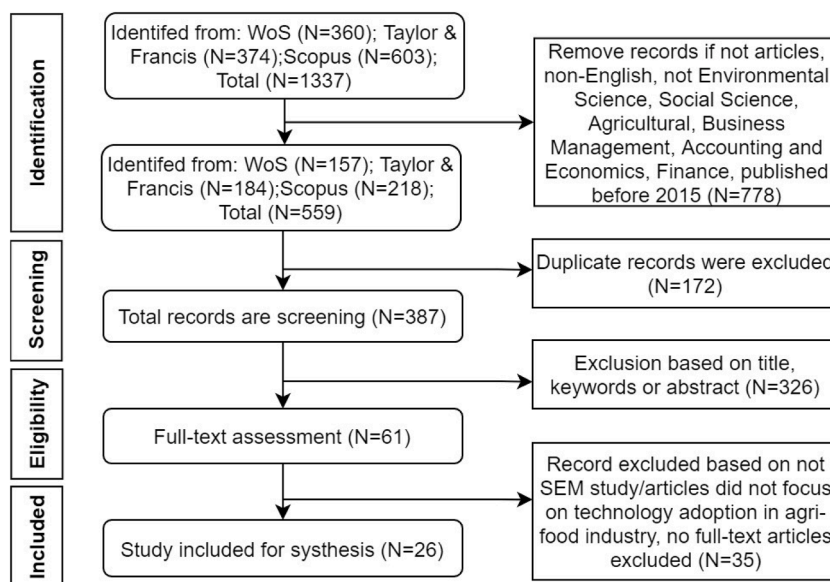 Identification
Identifed from: WoS (N=360); Taylor &
Francis (N=374);Scopus (N=603);
Total (N=1337)
Remove records if not articles,
non-English, not Environmental
Science, Social Science,
Agricultural, Business
Management, Accounting and
Economics, Finance, published
before 2015 (N=778)
Identifed from: WoS (N=157); Taylor &
Francis (N=184);Scopus (N=218);
Total (N=559)
Screening
Duplicate records were excluded
(N=172)
Total records are screening (N=387)
Eligibility
Exclusion based on title,
keywords or abstract (N=326)
Full-text assessment (N=61)
Included
Record excluded based on not
SEM study/articles did not focus
on technology adoption in agri-
food industry, no full-text articles
excluded (N=35)
Study included for systhesis (N=26)